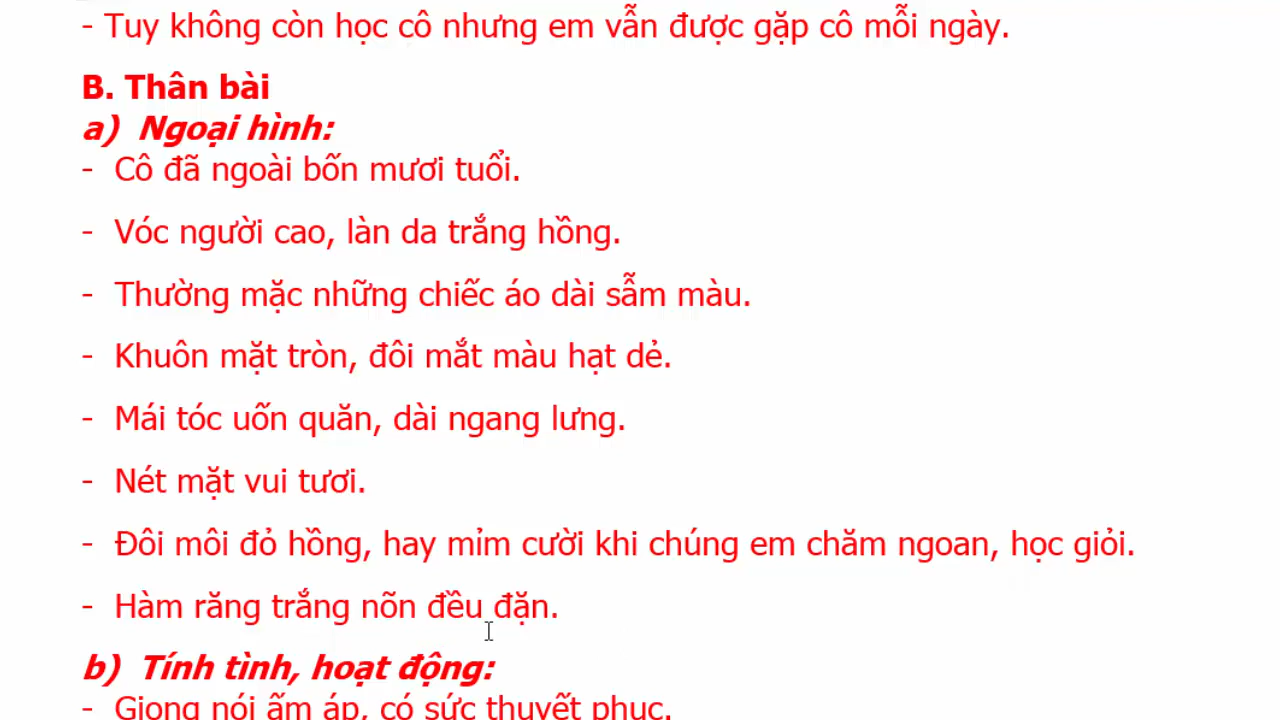 - Tuy không còn học cô nhưng em vẫn được gặp cô mỗi ngày.
B. Thân bài
a) Ngoại hình:
- Cô đã ngoài bốn mươi tuổi.
- Vóc người cao, làn da trắng hồng.
- Thường mặc những chiếc áo dài sẫm màu.
- Khuôn mặt tròn, đôi mắt màu hạt dẻ.
- Mái tóc uốn quăn, dài ngang lưng.
- Nét mặt vui tươi.
- Đôi môi đỏ hồng, hay mỉm cười khi chúng em chăm ngoan, học giỏi.
- Hàm răng trắng nõn đều đặn.
b) Tính tình, hoạt động:
- Giọng nói ấm áp, có sức thuyết phục.